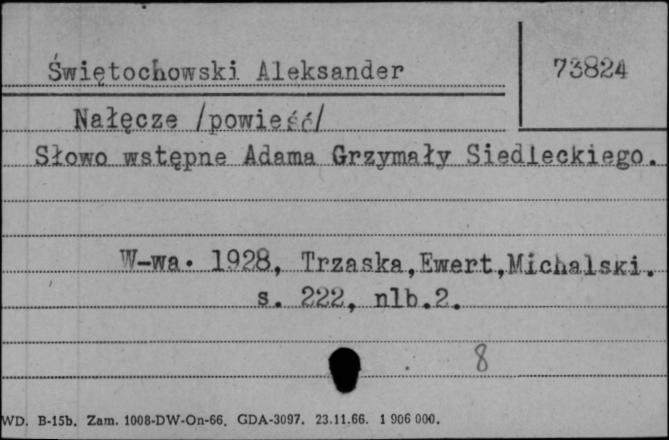 Świętochowski Aleksander
73824
Nałęcze /powieść/
Słowo wstępne Adama Grzymały Siedleckiego.
W-wa. 1928, Trzaska,Ewert,Michalski.
s. 222, nlb.2.
8
WD. B-15b. Zam. 1008-DW-On-66. GDA-3097. 23.11.66. 1 906 000.